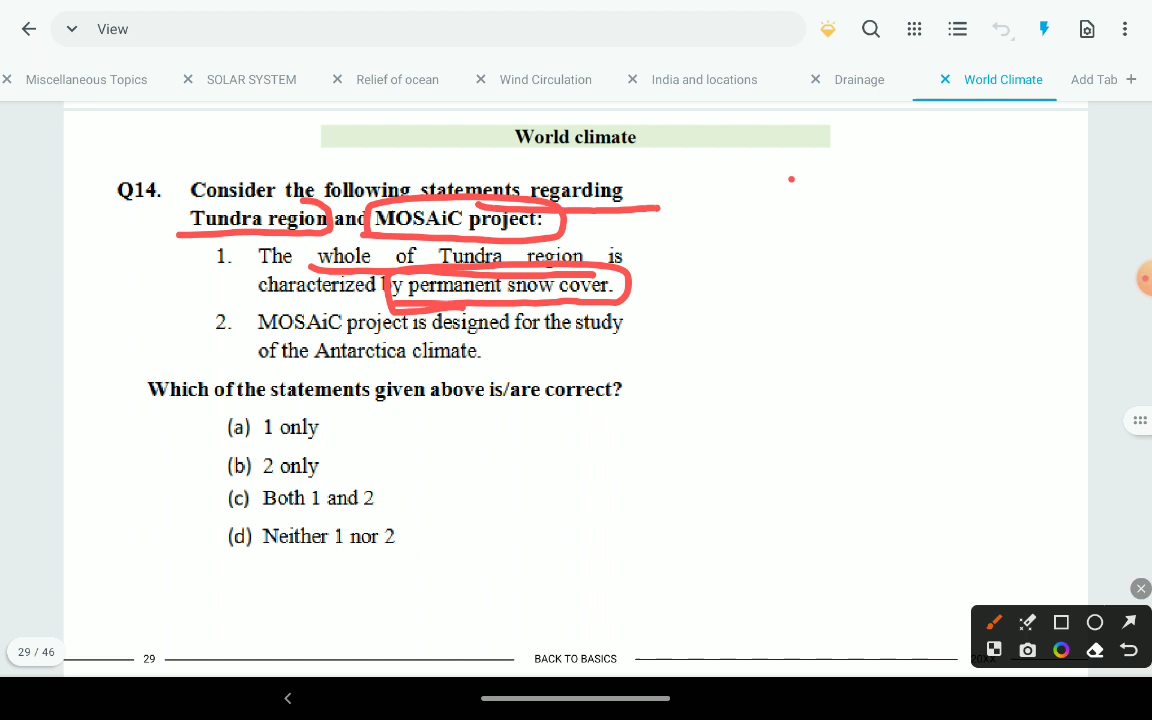 View
Miscellaneous Topics SOLAR SYSTEM Relief of ocean Wind Circulation India and locations Drainage World Climate Add Tab +
World climate
Q14. Consider the following statements regarding
Tundra region and MOSAiC project:
1. The whole of Tundra region is
characterized by permanent snow cover.
2. MOSAiC project is designed for the study
of the Antarctica climate.
Which of the statements given above is/are correct?
(a) 1 only
(b) 2 only
(c) Both 1 and 2
(d) Neither 1 nor 2
29 / 46
29 BACK TO BASICS 20XX